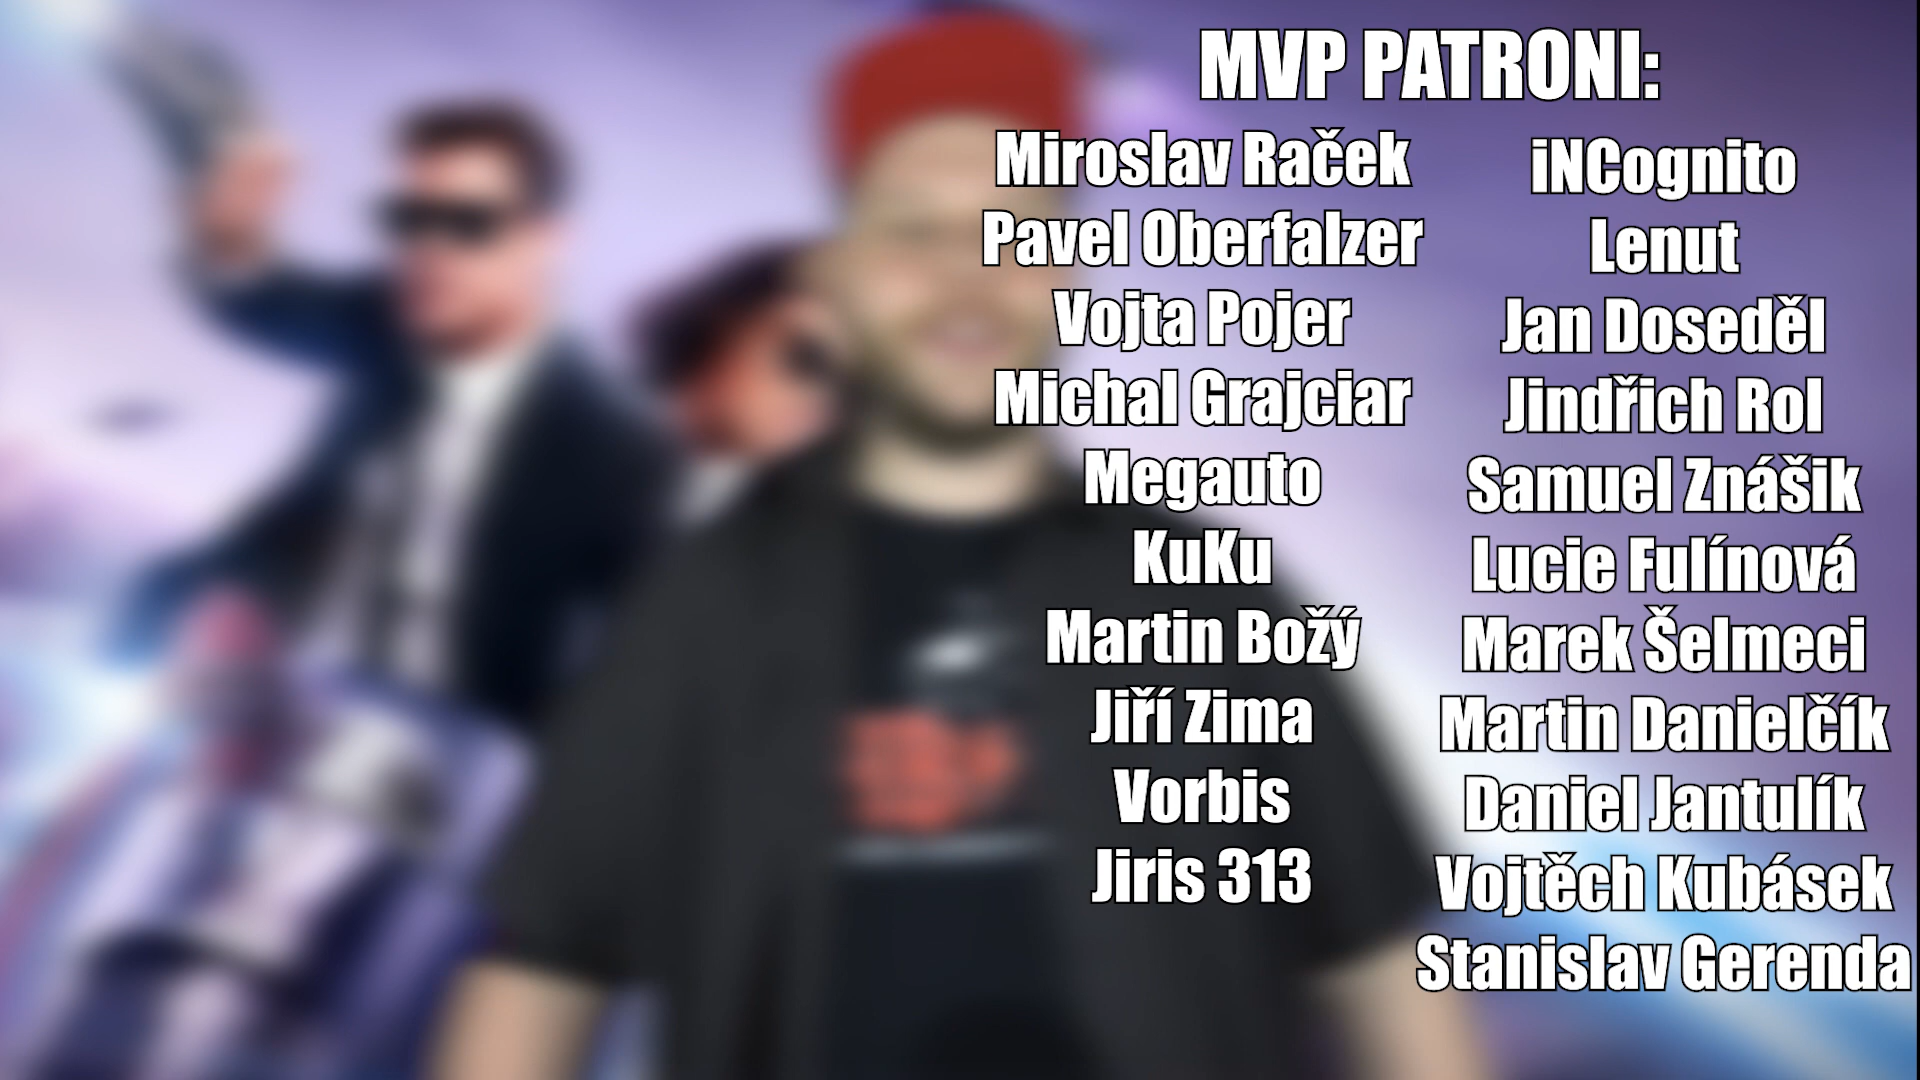 MVP PATRONI:
Miroslav Raček
Pavel Oberfalzer
Vojta Pojer
Michal Grajciar
Megauto
KuKu
Martin Božý
Jiří Zima
Vorbis
Jiris 313
iNCognito
Lenut
Jan Doseděl
Jindřich Rol
Samuel Znášik
Lucie Fulínová
Marek Šelmeci
Martin Danielčík
Daniel Jantulík
Vojtěch Kubásek
Stanislav Gerenda